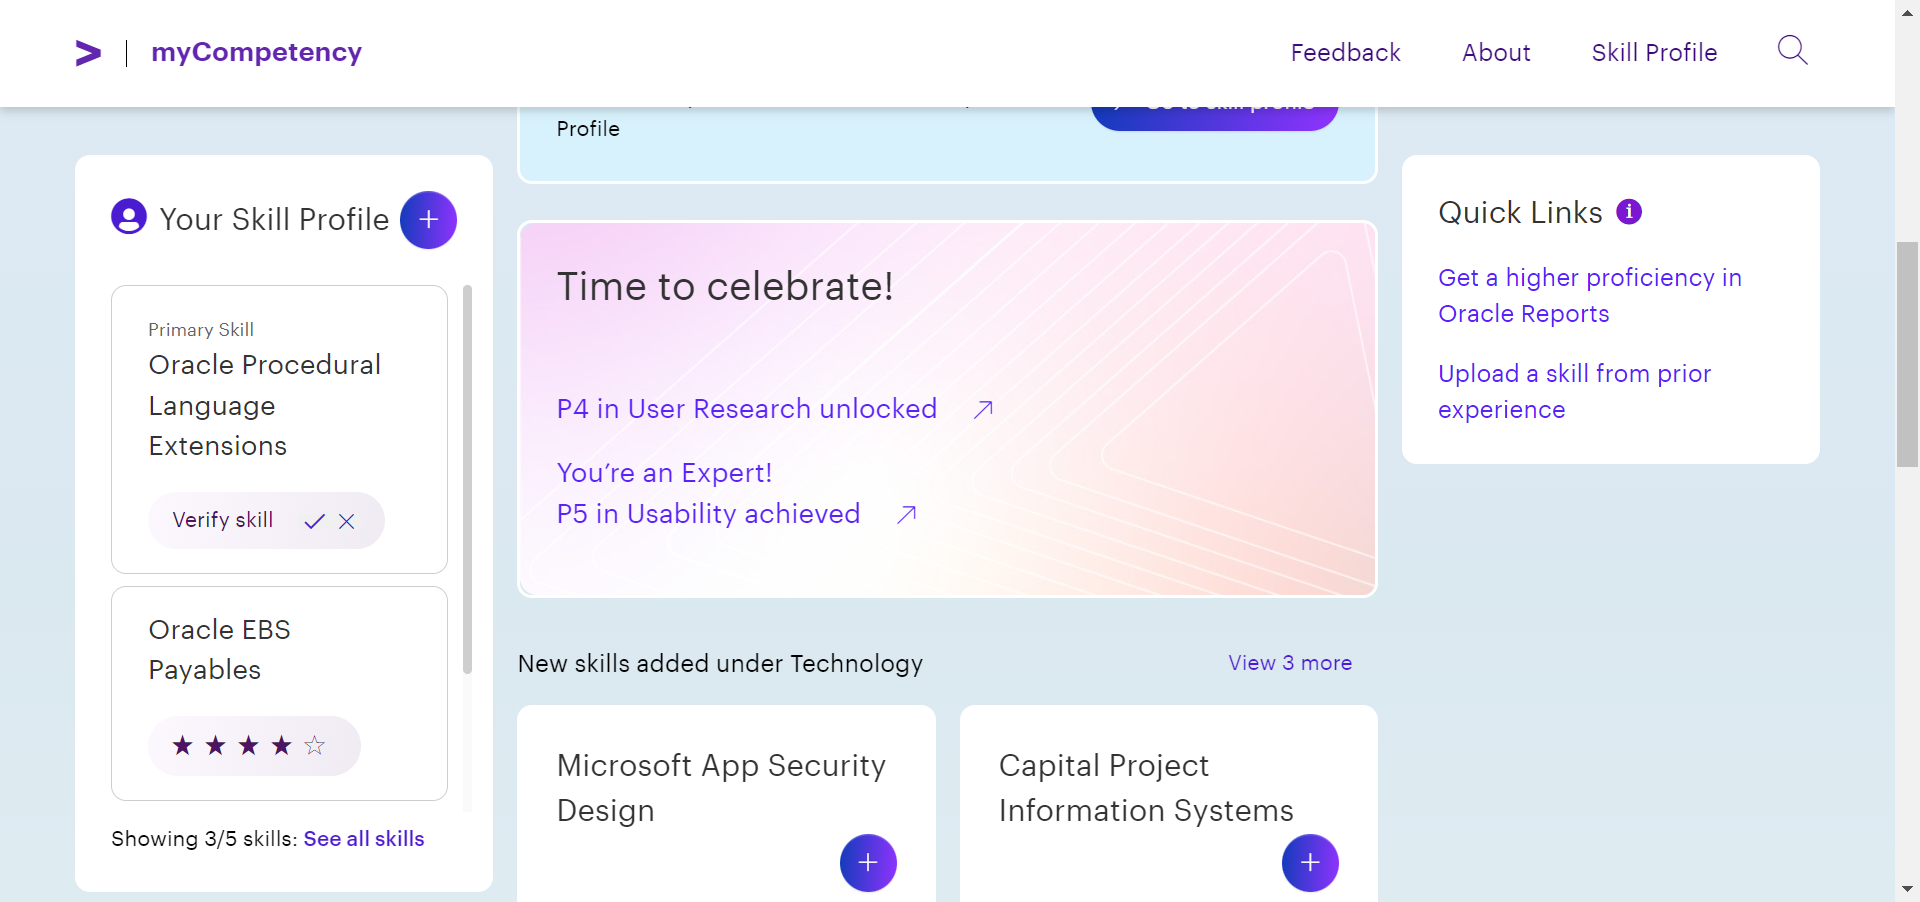 myCompetency
Feedback
About
Skill Profile
Profile
Your Skill Profile
Primary Skill
Oracle Procedural
Language
Extensions
Verify skill
Oracle EBS
Payables
Showing 3/5 skills: See all skills
Time to celebrate!
P4 in User Research unlocked
You’re an Expert!
P5 in Usability achieved
New skills added under Technology
View 3 more
Microsoft App Security
Design
Capital Project
Information Systems
Quick Links
Get a higher proficiency in
Oracle Reports
Upload a skill from prior
experience